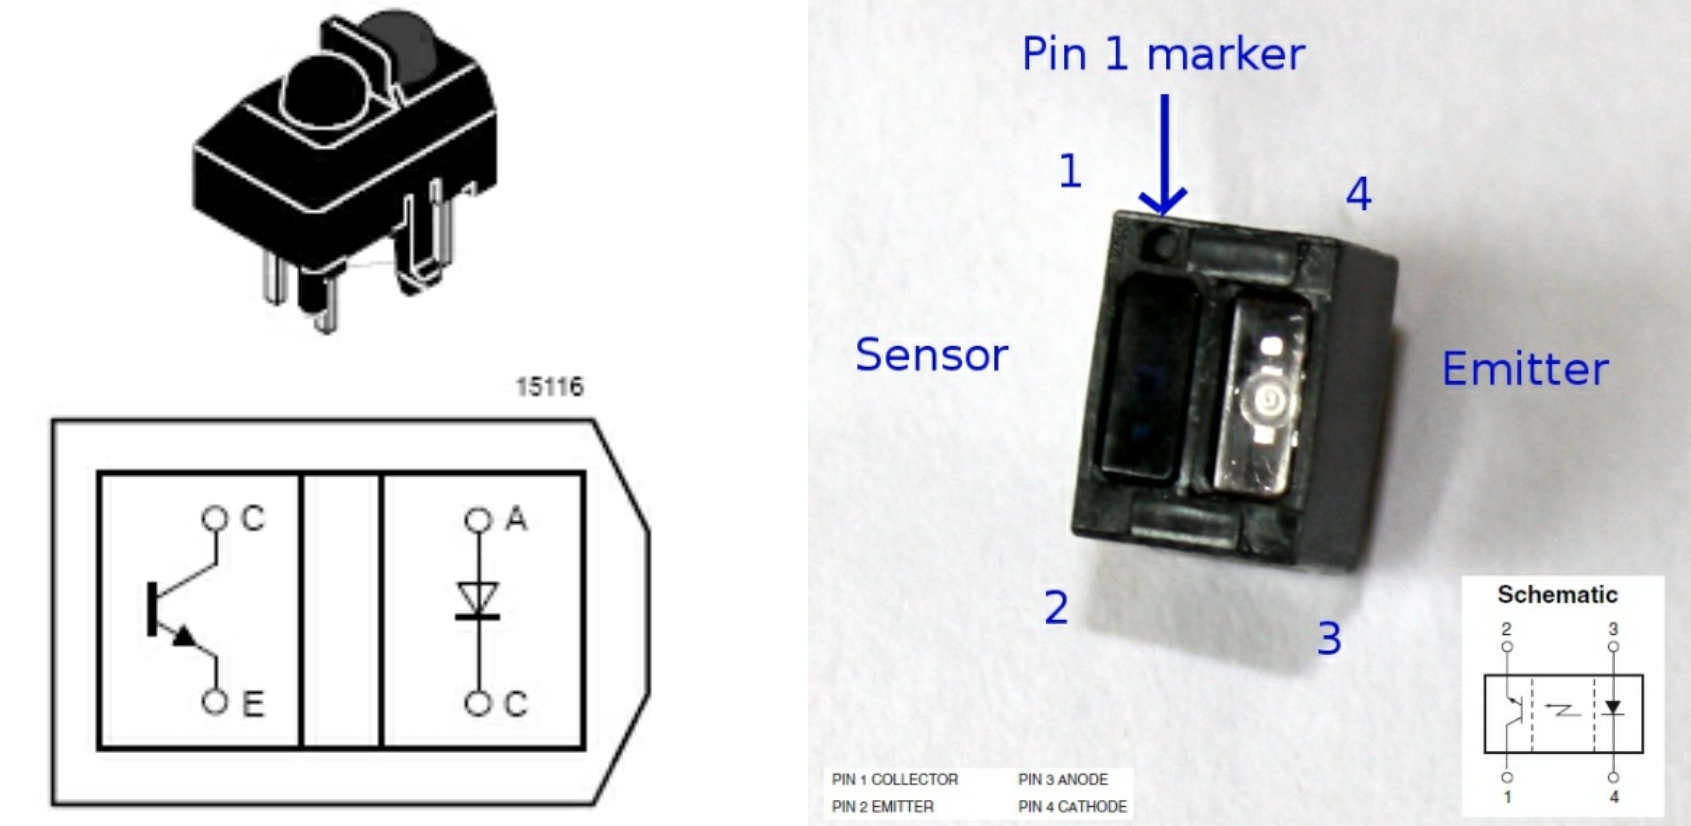 15116
C
A
E
C
Pin 1 marker
1
4
Sensor
Emitter
2
3
Schematic
2 3
1 4
PIN 1 COLLECTOR PIN 3 ANODE
PIN 2 EMITTER PIN 4 CATHODE